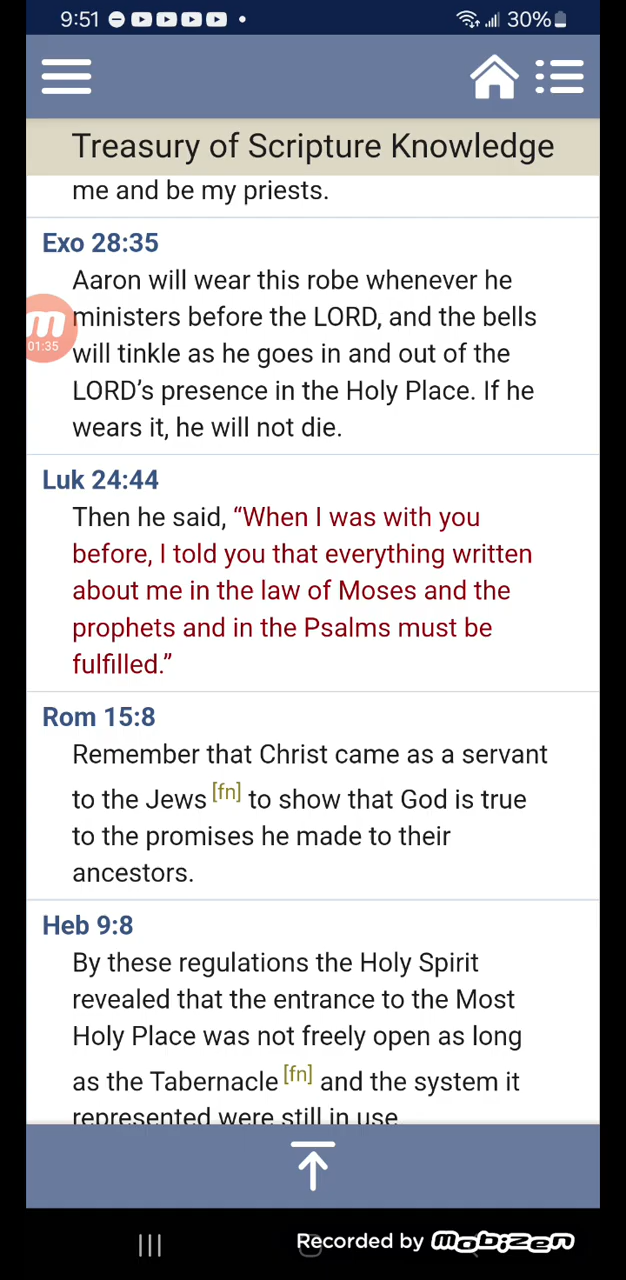 9:51
30%
Treasury of Scripture Knowledge
me and be my priests.
Exo 28:35
Aaron will wear this robe whenever he
ministers before the LORD, and the bells
will tinkle as he goes in and out of the
LORD’s presence in the Holy Place. If he
wears it, he will not die.
01:35
Luk 24:44
Then he said, “When I was with you
before, I told you that everything written
about me in the law of Moses and the
prophets and in the Psalms must be
fulfilled.”
Rom 15:8
Remember that Christ came as a servant
to the Jews [fn] to show that God is true
to the promises he made to their
ancestors.
Heb 9:8
By these regulations the Holy Spirit
revealed that the entrance to the Most
Holy Place was not freely open as long
as the Tabernacle [fn] and the system it
represented were still in use
Recorded by mobizen